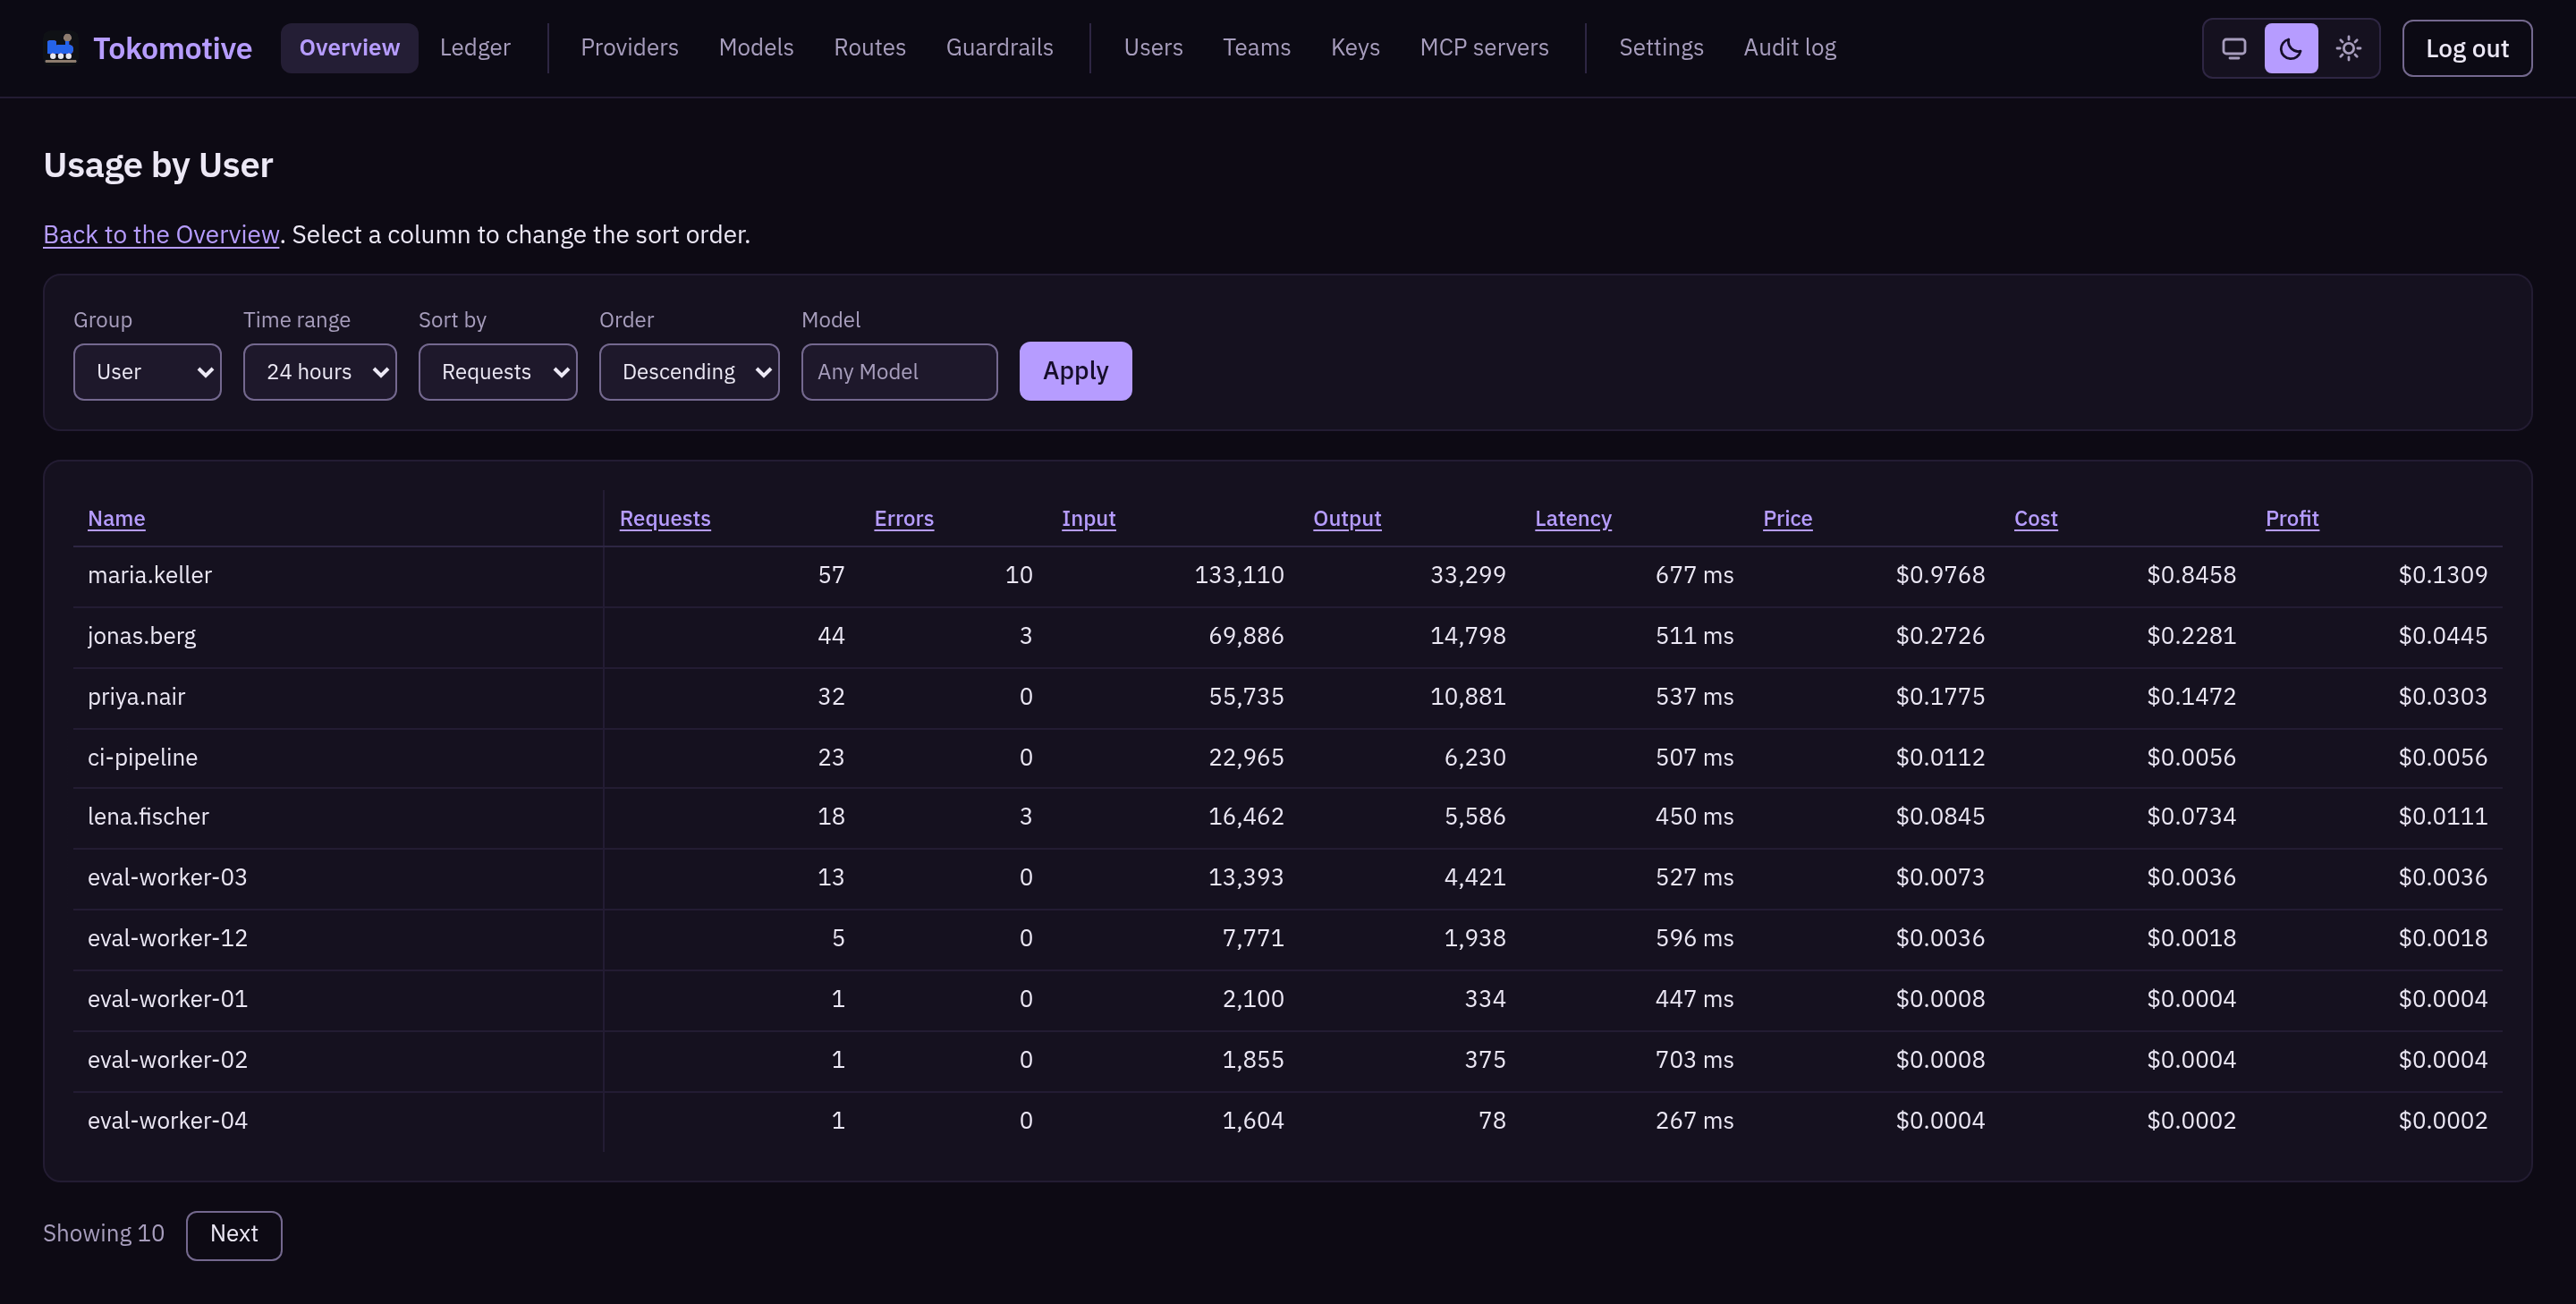 Tokomotive Overview Ledger Providers Models Routes Guardrails Users Teams Keys MCP servers Settings Audit log Log out
Usage by User
Back to the Overview. Select a column to change the sort order.
Group Time range Sort by Order Model
User 24 hours Requests Descending Any Model Apply
Name Requests Errors Input Output Latency Price Cost Profit
maria.keller 57 10 133,110 33,299 677 ms $0.9768 $0.8458 $0.1309
jonas.berg 44 3 69,886 14,798 511 ms $0.2726 $0.2281 $0.0445
priya.nair 32 0 55,735 10,881 537 ms $0.1775 $0.1472 $0.0303
ci-pipeline 23 0 22,965 6,230 507 ms $0.0112 $0.0056 $0.0056
lena.fischer 18 3 16,462 5,586 450 ms $0.0845 $0.0734 $0.0111
eval-worker-03 13 0 13,393 4,421 527 ms $0.0073 $0.0036 $0.0036
eval-worker-12 5 0 7,771 1,938 596 ms $0.0036 $0.0018 $0.0018
eval-worker-01 1 0 2,100 334 447 ms $0.0008 $0.0004 $0.0004
eval-worker-02 1 0 1,855 375 703 ms $0.0008 $0.0004 $0.0004
eval-worker-04 1 0 1,604 78 267 ms $0.0004 $0.0002 $0.0002
Showing 10 Next